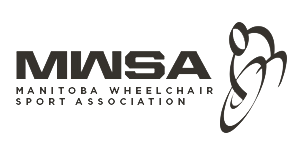 MWSA
MANITOBA WHEELCHAIR
SPORT ASSOCIATION